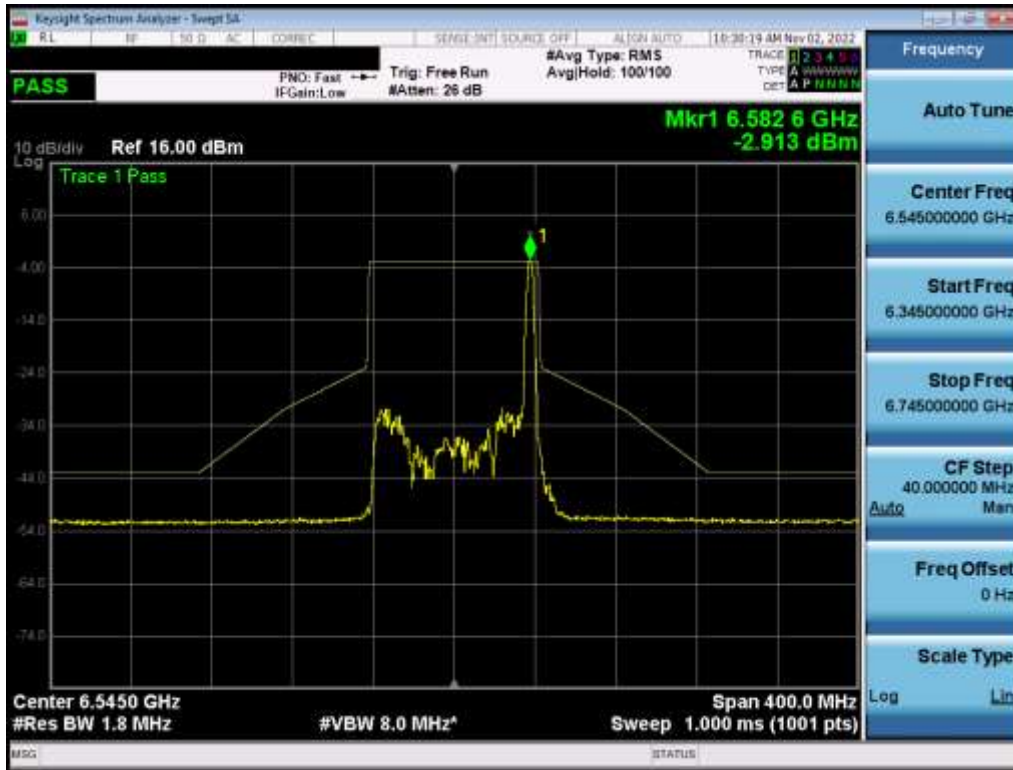 Keysight Spectrum Analyzer - Swept SA
RL RF 50 Ω AC CORREC SENSE:INT SOURCE OFF ALIGN AUTO 10:30:19 AM Nov 02, 2022
PASS
PNO: Fast
IFGain:Low
Trig: Free Run
#Atten: 26 dB
#Avg Type: RMS
Avg|Hold: 100/100
TRACE 1 2 3 4 5 6
TYPE A WWWWW
DET A P N N N N
Frequency
Mkr1 6.582 6 GHz
-2.913 dBm
10 dB/div Ref 16.00 dBm
Log
Trace 1 Pass
1
6.00
-4.00
-14.0
-24.0
-34.0
-44.0
-54.0
-64.0
-74.0
Center 6.5450 GHz
Span 400.0 MHz
#Res BW 1.8 MHz
#VBW 8.0 MHz*
Sweep 1.000 ms (1001 pts)
Auto Tune
Center Freq
6.545000000 GHz
Start Freq
6.345000000 GHz
Stop Freq
6.745000000 GHz
CF Step
40.000000 MHz
Auto Man
Freq Offset
0 Hz
Scale Type
Log Lin
MSG STATUS